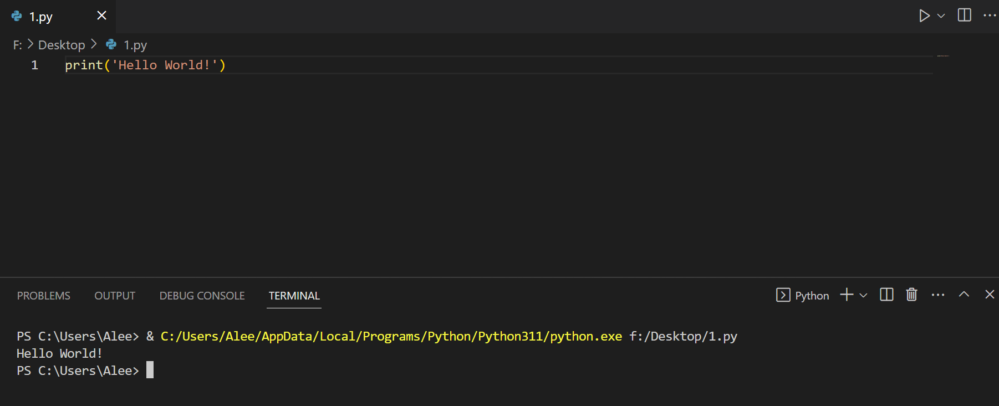 1.py
F: > Desktop > 1.py
1 print('Hello World!')
PROBLEMS OUTPUT DEBUG CONSOLE TERMINAL Python
PS C:\Users\Alee> & C:/Users/Alee/AppData/Local/Programs/Python/Python311/python.exe f:/Desktop/1.py
Hello World!
PS C:\Users\Alee>